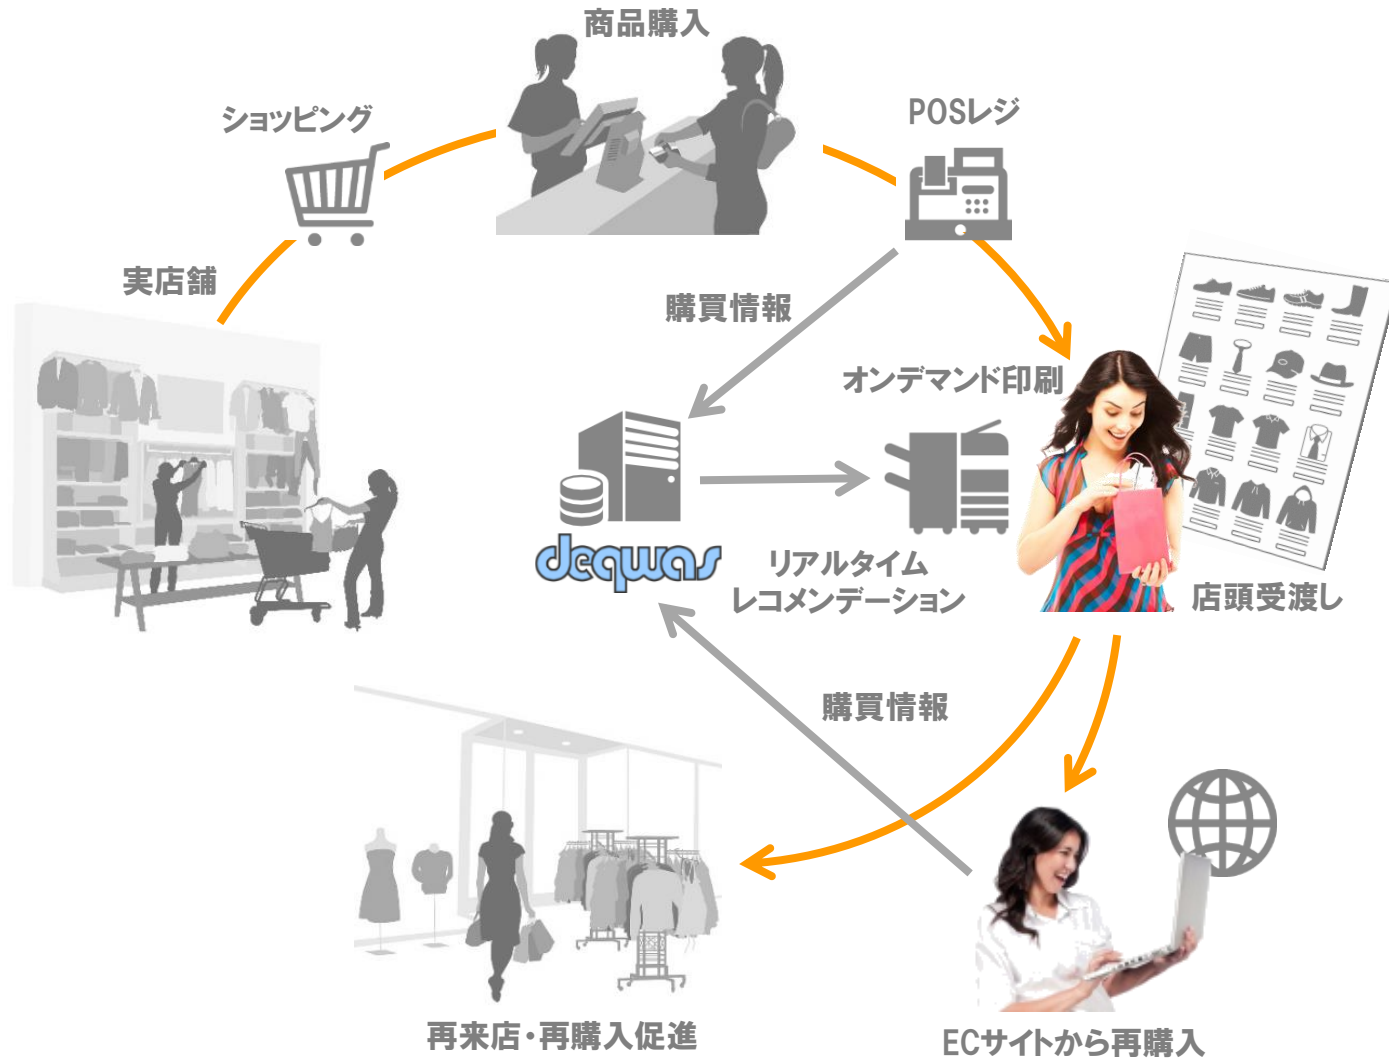 商品購入
ショッピング
POSレジ
実店舗
購買情報
オンデマンド印刷
deqwas
リアルタイム
レコメンデーション
店頭受渡し
購買情報
再来店・再購入促進
ECサイトから再購入